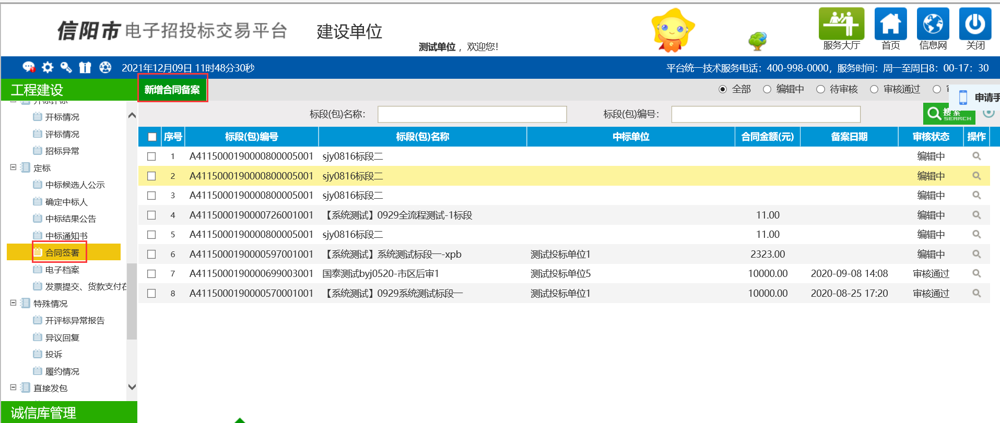 信阳市 电子招投标交易平台 建设单位
测试单位 ，欢迎您！
服务大厅 首页 信息网 关闭
2021年12月09日 11时48分30秒
平台统一技术服务电话：400-998-0000，服务时间：周一至周日8：00-17：30
工程建设
新增合同备案
全部 编辑中 待审核 审核通过
申请手
标段(包)名称：
标段(包)编号：
搜索
SEARCH
序号 标段(包)编号 标段(包)名称 中标单位 合同金额(元) 备案日期 审核状态 操作
1 A4115000190000800005001 sjy0816标段二 编辑中
2 A4115000190000800005001 sjy0816标段二 编辑中
3 A4115000190000800005001 sjy0816标段二 编辑中
4 A4115000190000726001001 【系统测试】0929全流程测试-1标段 11.00 编辑中
5 A4115000190000800005001 sjy0816标段二 11.00 编辑中
6 A4115000190000597001001 【系统测试】系统测试标段一-xpb 测试投标单位1 2323.00 编辑中
7 A4115000190000699003001 国泰测试byj0520-市区后审1 测试投标单位5 10000.00 2020-09-08 14:08 审核通过
8 A4115000190000570001001 【系统测试】0929系统测试标段一 测试投标单位1 10000.00 2020-08-25 17:20 审核通过
开标评标
开标情况
评标情况
招标异常
定标
中标候选人公示
确定中标人
中标结果公告
中标通知书
合同签署
电子档案
发票提交、货款支付在
特殊情况
开评标异常报告
异议回复
投诉
履约情况
直接发包
诚信库管理